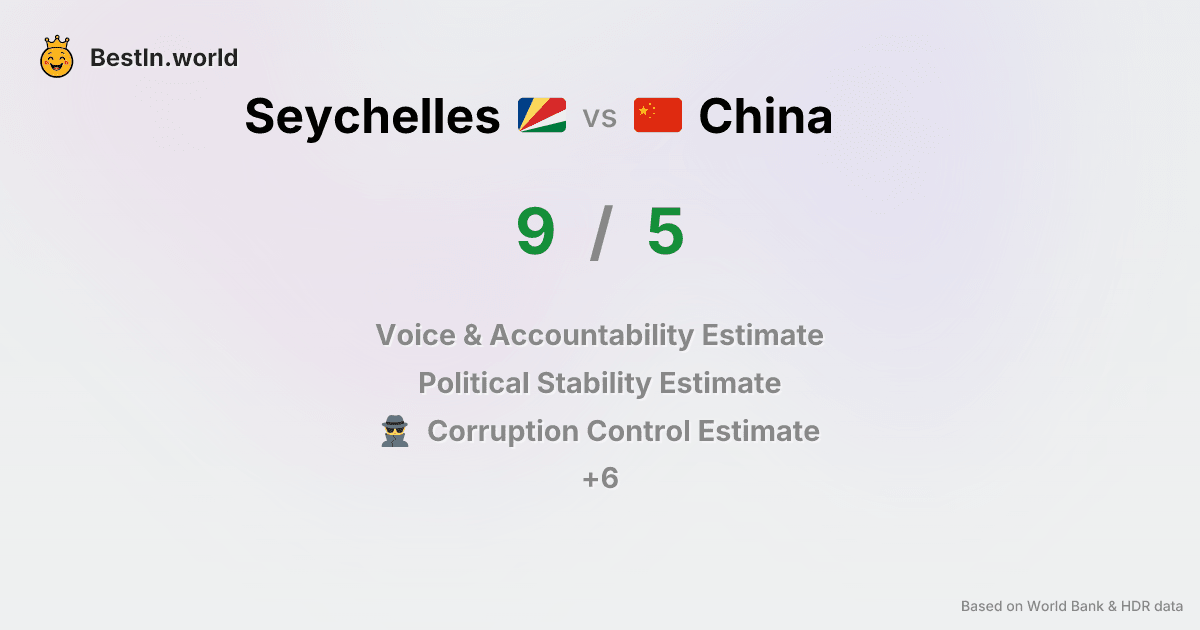 BestIn.world
Seychelles vs China
9 / 5
Voice & Accountability Estimate
Political Stability Estimate
Corruption Control Estimate
+6
Based on World Bank & HDR data